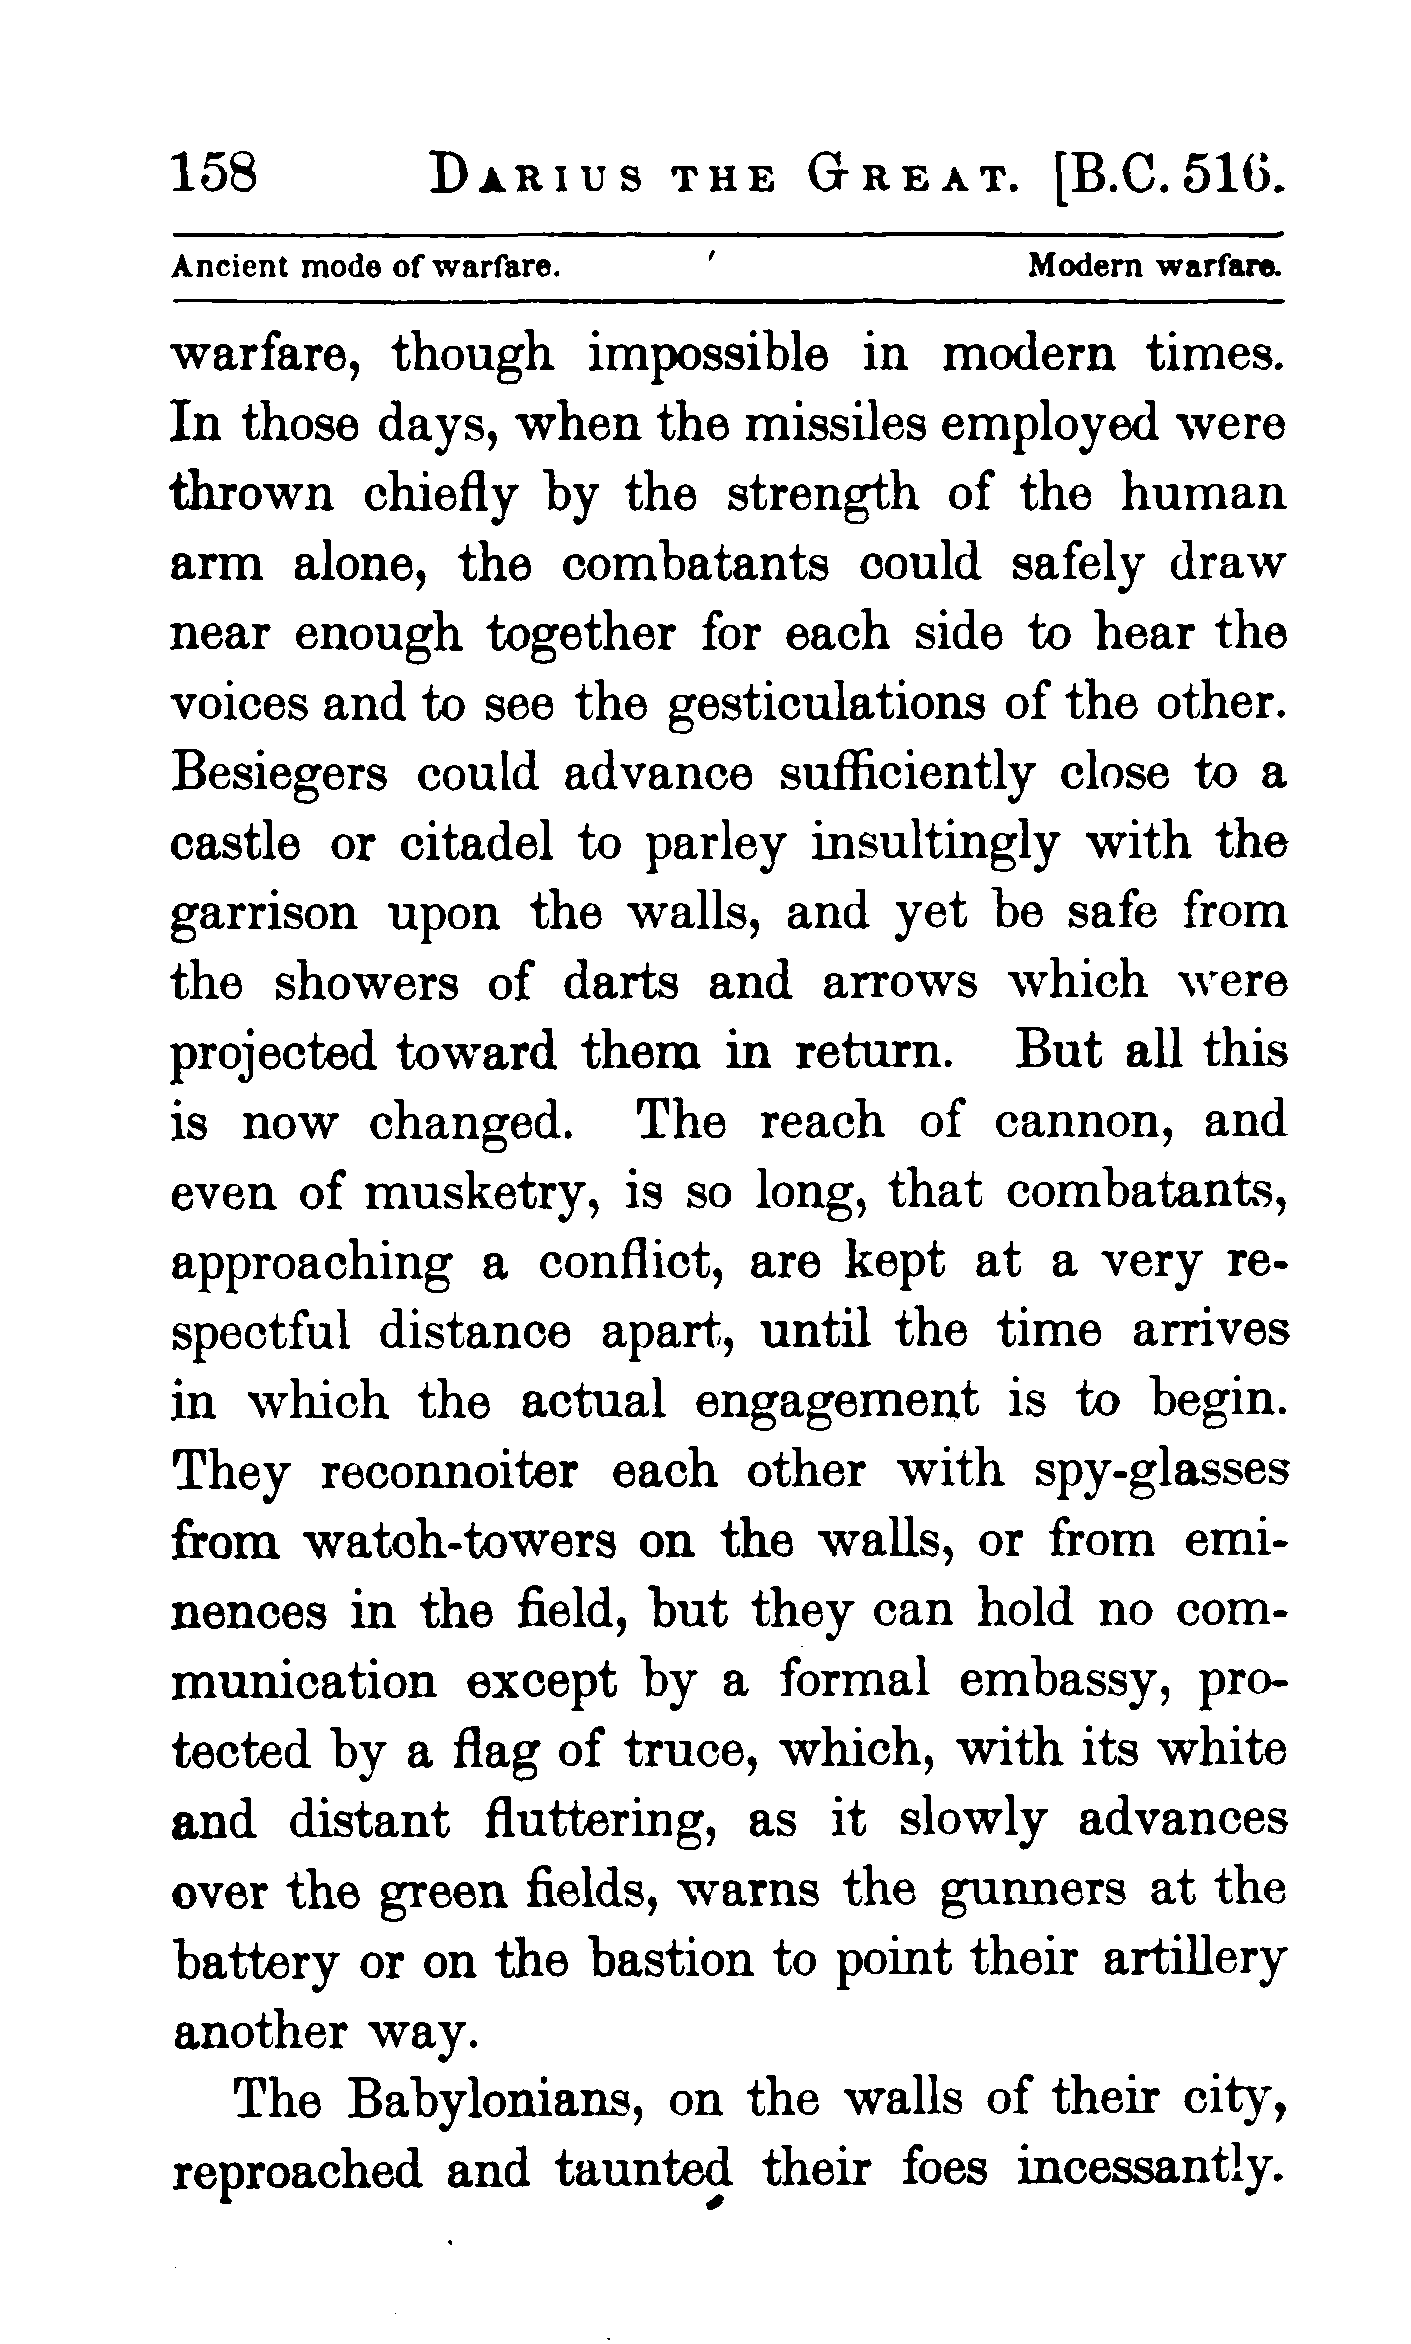 158 DARIUS THE GREAT. [B.C. 516.
Ancient mode of warfare. Modern warfare.
warfare, though impossible in modern times.
In those days, when the missiles employed were
thrown chiefly by the strength of the human
arm alone, the combatants could safely draw
near enough together for each side to hear the
voices and to see the gesticulations of the other.
Besiegers could advance sufficiently close to a
castle or citadel to parley insultingly with the
garrison upon the walls, and yet be safe from
the showers of darts and arrows which were
projected toward them in return. But all this
is now changed. The reach of cannon, and
even of musketry, is so long, that combatants,
approaching a conflict, are kept at a very re-
spectful distance apart, until the time arrives
in which the actual engagement is to begin.
They reconnoiter each other with spy-glasses
from watch-towers on the walls, or from emi-
nences in the field, but they can hold no com-
munication except by a formal embassy, pro-
tected by a flag of truce, which, with its white
and distant fluttering, as it slowly advances
over the green fields, warns the gunners at the
battery or on the bastion to point their artillery
another way.
The Babylonians, on the walls of their city,
reproached and taunted their foes incessantly.